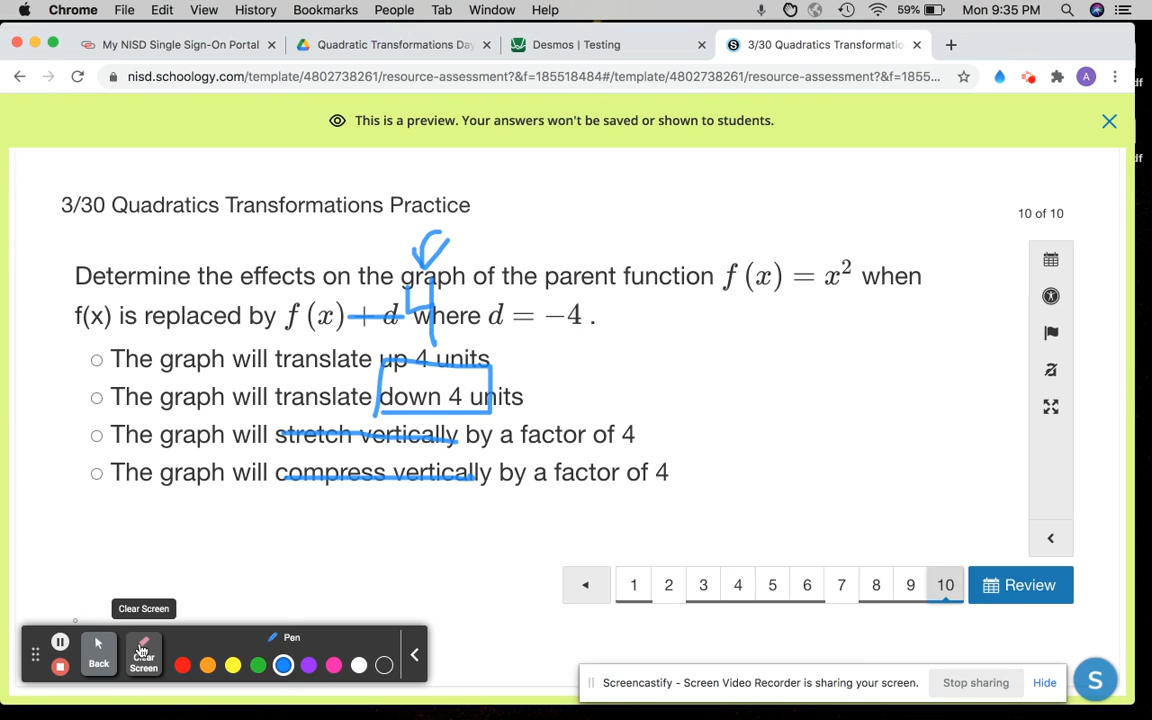 Chrome File Edit View History Bookmarks People Tab Window Help 59% Mon 9:35 PM
My NISD Single Sign-On Portal × Quadratic Transformations Day × Desmos | Testing × 3/30 Quadratics Transformatio × +
nisd.schoology.com/template/4802738261/resource-assessment?&f=185518484#/template/4802738261/resource-assessment?&f=1855... A
df
This is a preview. Your answers won't be saved or shown to students.
df
3/30 Quadratics Transformations Practice
10 of 10
Determine the effects on the graph of the parent function f (x) = x² when
f(x) is replaced by f (x) + d where d = −4 .
4
The graph will translate up 4 units
The graph will translate down 4 units
The graph will stretch vertically by a factor of 4
The graph will compress vertically by a factor of 4
1 2 3 4 5 6 7 8 9 10 Review
Clear Screen
Back
Clear Screen
Pen
Screencastify - Screen Video Recorder is sharing your screen. Stop sharing Hide
S